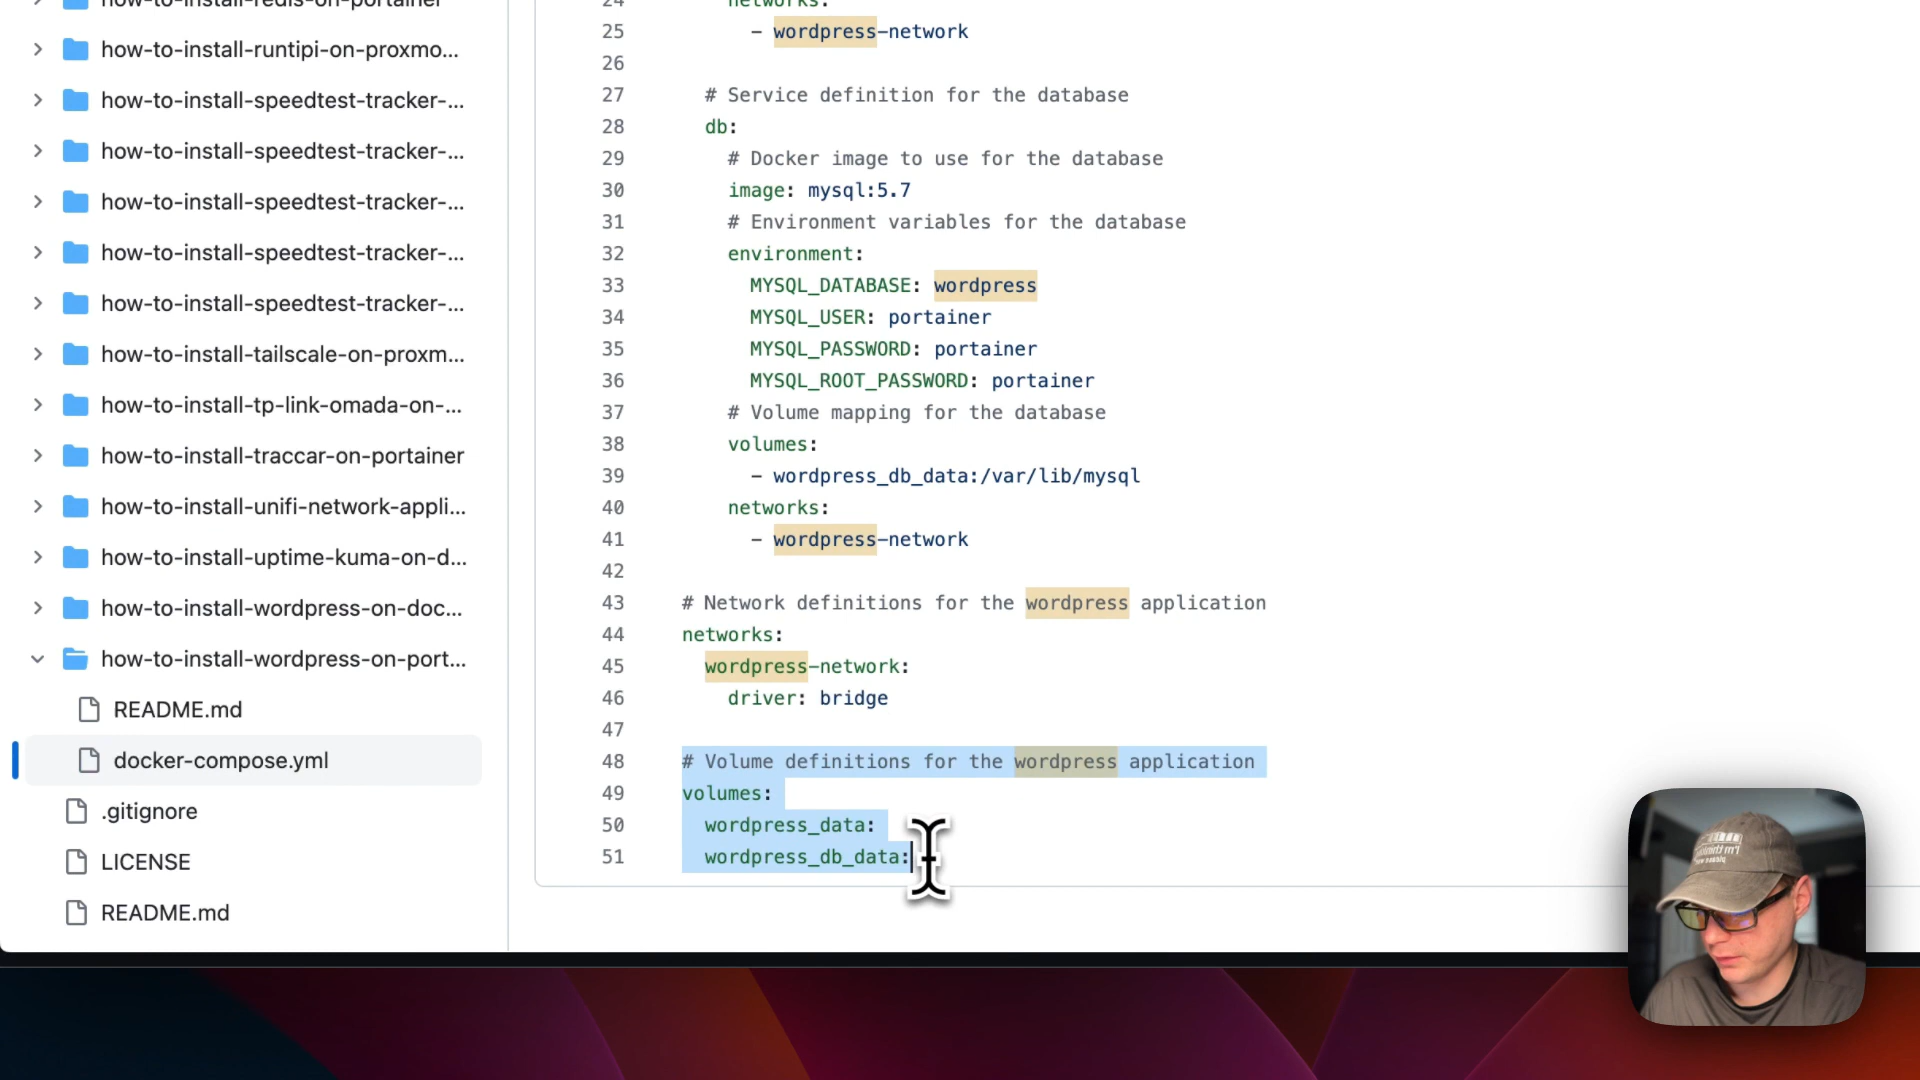 how-to-install-redis-on-portainer
how-to-install-runtipi-on-proxmo...
how-to-install-speedtest-tracker-...
how-to-install-speedtest-tracker-...
how-to-install-speedtest-tracker-...
how-to-install-speedtest-tracker-...
how-to-install-speedtest-tracker-...
how-to-install-tailscale-on-proxm...
how-to-install-tp-link-omada-on-...
how-to-install-traccar-on-portainer
how-to-install-unifi-network-appli...
how-to-install-uptime-kuma-on-d...
how-to-install-wordpress-on-doc...
how-to-install-wordpress-on-port...
README.md
docker-compose.yml
.gitignore
LICENSE
README.md
24 networks:
25 - wordpress-network
26
27 # Service definition for the database
28 db:
29 # Docker image to use for the database
30 image: mysql:5.7
31 # Environment variables for the database
32 environment:
33 MYSQL_DATABASE: wordpress
34 MYSQL_USER: portainer
35 MYSQL_PASSWORD: portainer
36 MYSQL_ROOT_PASSWORD: portainer
37 # Volume mapping for the database
38 volumes:
39 - wordpress_db_data:/var/lib/mysql
40 networks:
41 - wordpress-network
42
43 # Network definitions for the wordpress application
44 networks:
45 wordpress-network:
46 driver: bridge
47
48 # Volume definitions for the wordpress application
49 volumes:
50 wordpress_data:
51 wordpress_db_data: